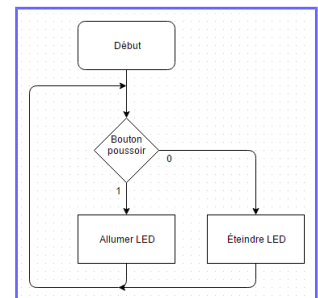 Début
Bouton
poussoir
0
1
Allumer LED
Éteindre LED